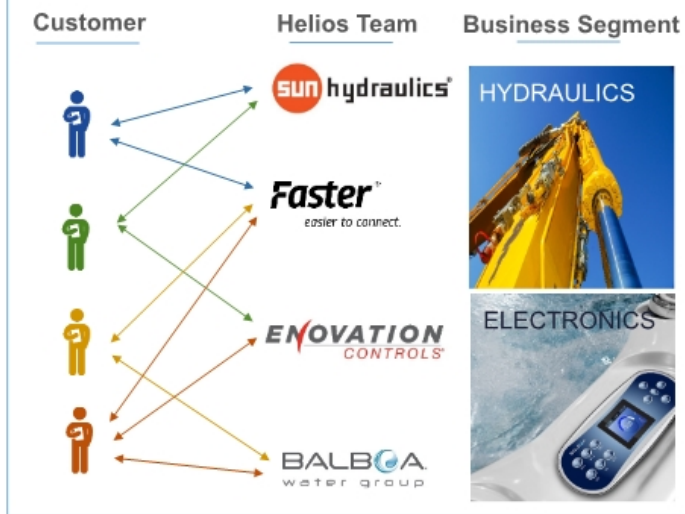 Customer
Helios Team
Business Segment
sun hydraulics®
HYDRAULICS
Faster
easier to connect.
ENOVATION
CONTROLS®
ELECTRONICS
BALBOA
water group